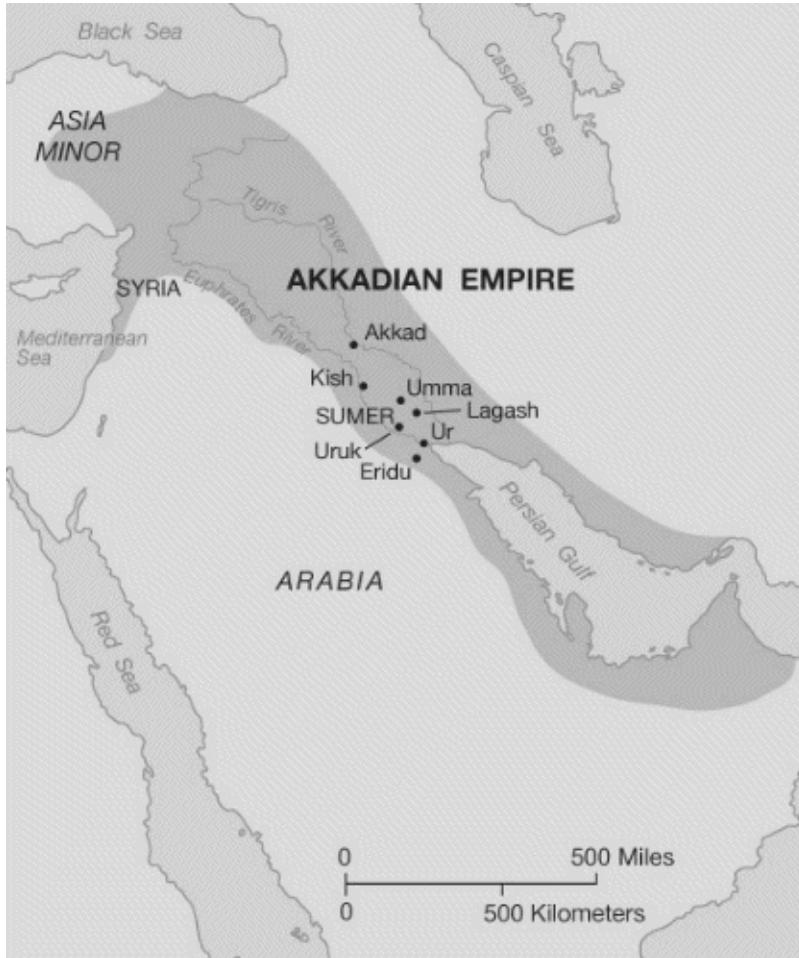 Black Sea
Caspian
Sea
ASIA
MINOR
Tigris
River
AKKADIAN EMPIRE
SYRIA
Euphrates
River
Mediterranean
Sea
Akkad
Kish
Umma
SUMER
Lagash
Ur
Uruk
Eridu
Persian Gulf
ARABIA
Red Sea
0 500 Miles
0 500 Kilometers